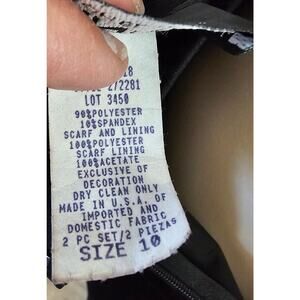 LOT 3450
90%POLYESTER
10%SPANDEX
SCARF AND LINING
100%POLYESTER
SCARF LINING
100%ACETATE
EXCLUSIVE OF
DECORATION
DRY CLEAN ONLY
MADE IN U.S.A. OF
IMPORTED AND
DOMESTIC FABRIC
2 PC SET/2 PIEZAS
SIZE 10